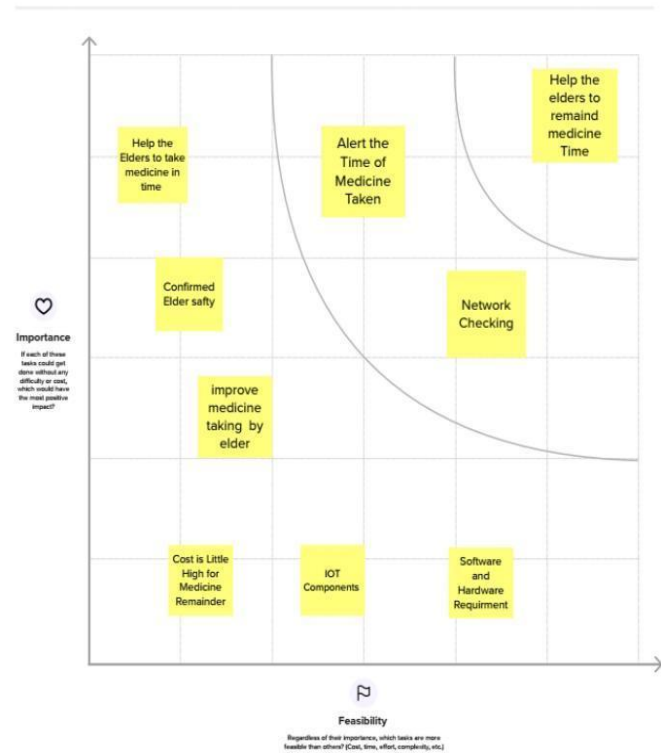 Help the
elders to
remaind
medicine
Time
Help the
Elders to take
medicine in
time
Alert the
Time of
Medicine
Taken
Confirmed
Elder safty
Network
Checking
Importance
If each of these
tasks could get
done without any
difficulty or cost,
which would have
the most positive
impact?
improve
medicine
taking by
elder
Cost is Little
High for
Medicine
Remainder
IOT
Components
Software
and
Hardware
Requirment
Feasibility
Regardless of their importance, which tasks are more
feasible than others? (Cost, time, effort, complexity, etc.)